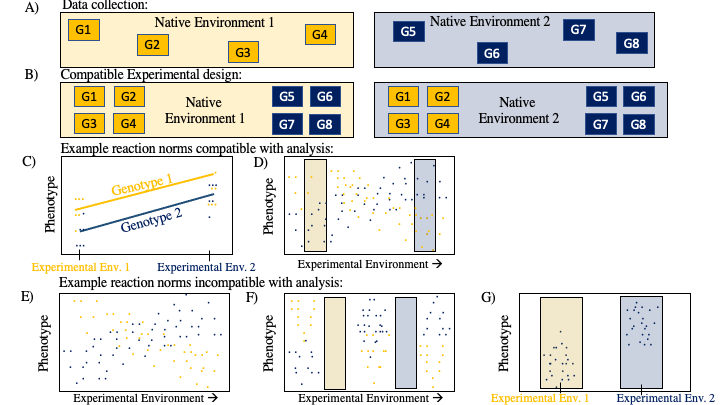 A) Data collection:
Native Environment 1
G1
G2
G3
G4
Native Environment 2
G5
G6
G7
G8
B) Compatible Experimental design:
G1 G2
G3 G4
Native
Environment 1
G5 G6
G7 G8
G1 G2
G3 G4
Native
Environment 2
G5 G6
G7 G8
Example reaction norms compatible with analysis:
C)
Phenotype
Genotype 1
Genotype 2
Experimental Env. 1
Experimental Env. 2
D)
Phenotype
Experimental Environment →
Example reaction norms incompatible with analysis:
E)
Phenotype
Experimental Environment →
F)
Phenotype
Experimental Environment →
G)
Phenotype
Experimental Env. 1
Experimental Env. 2